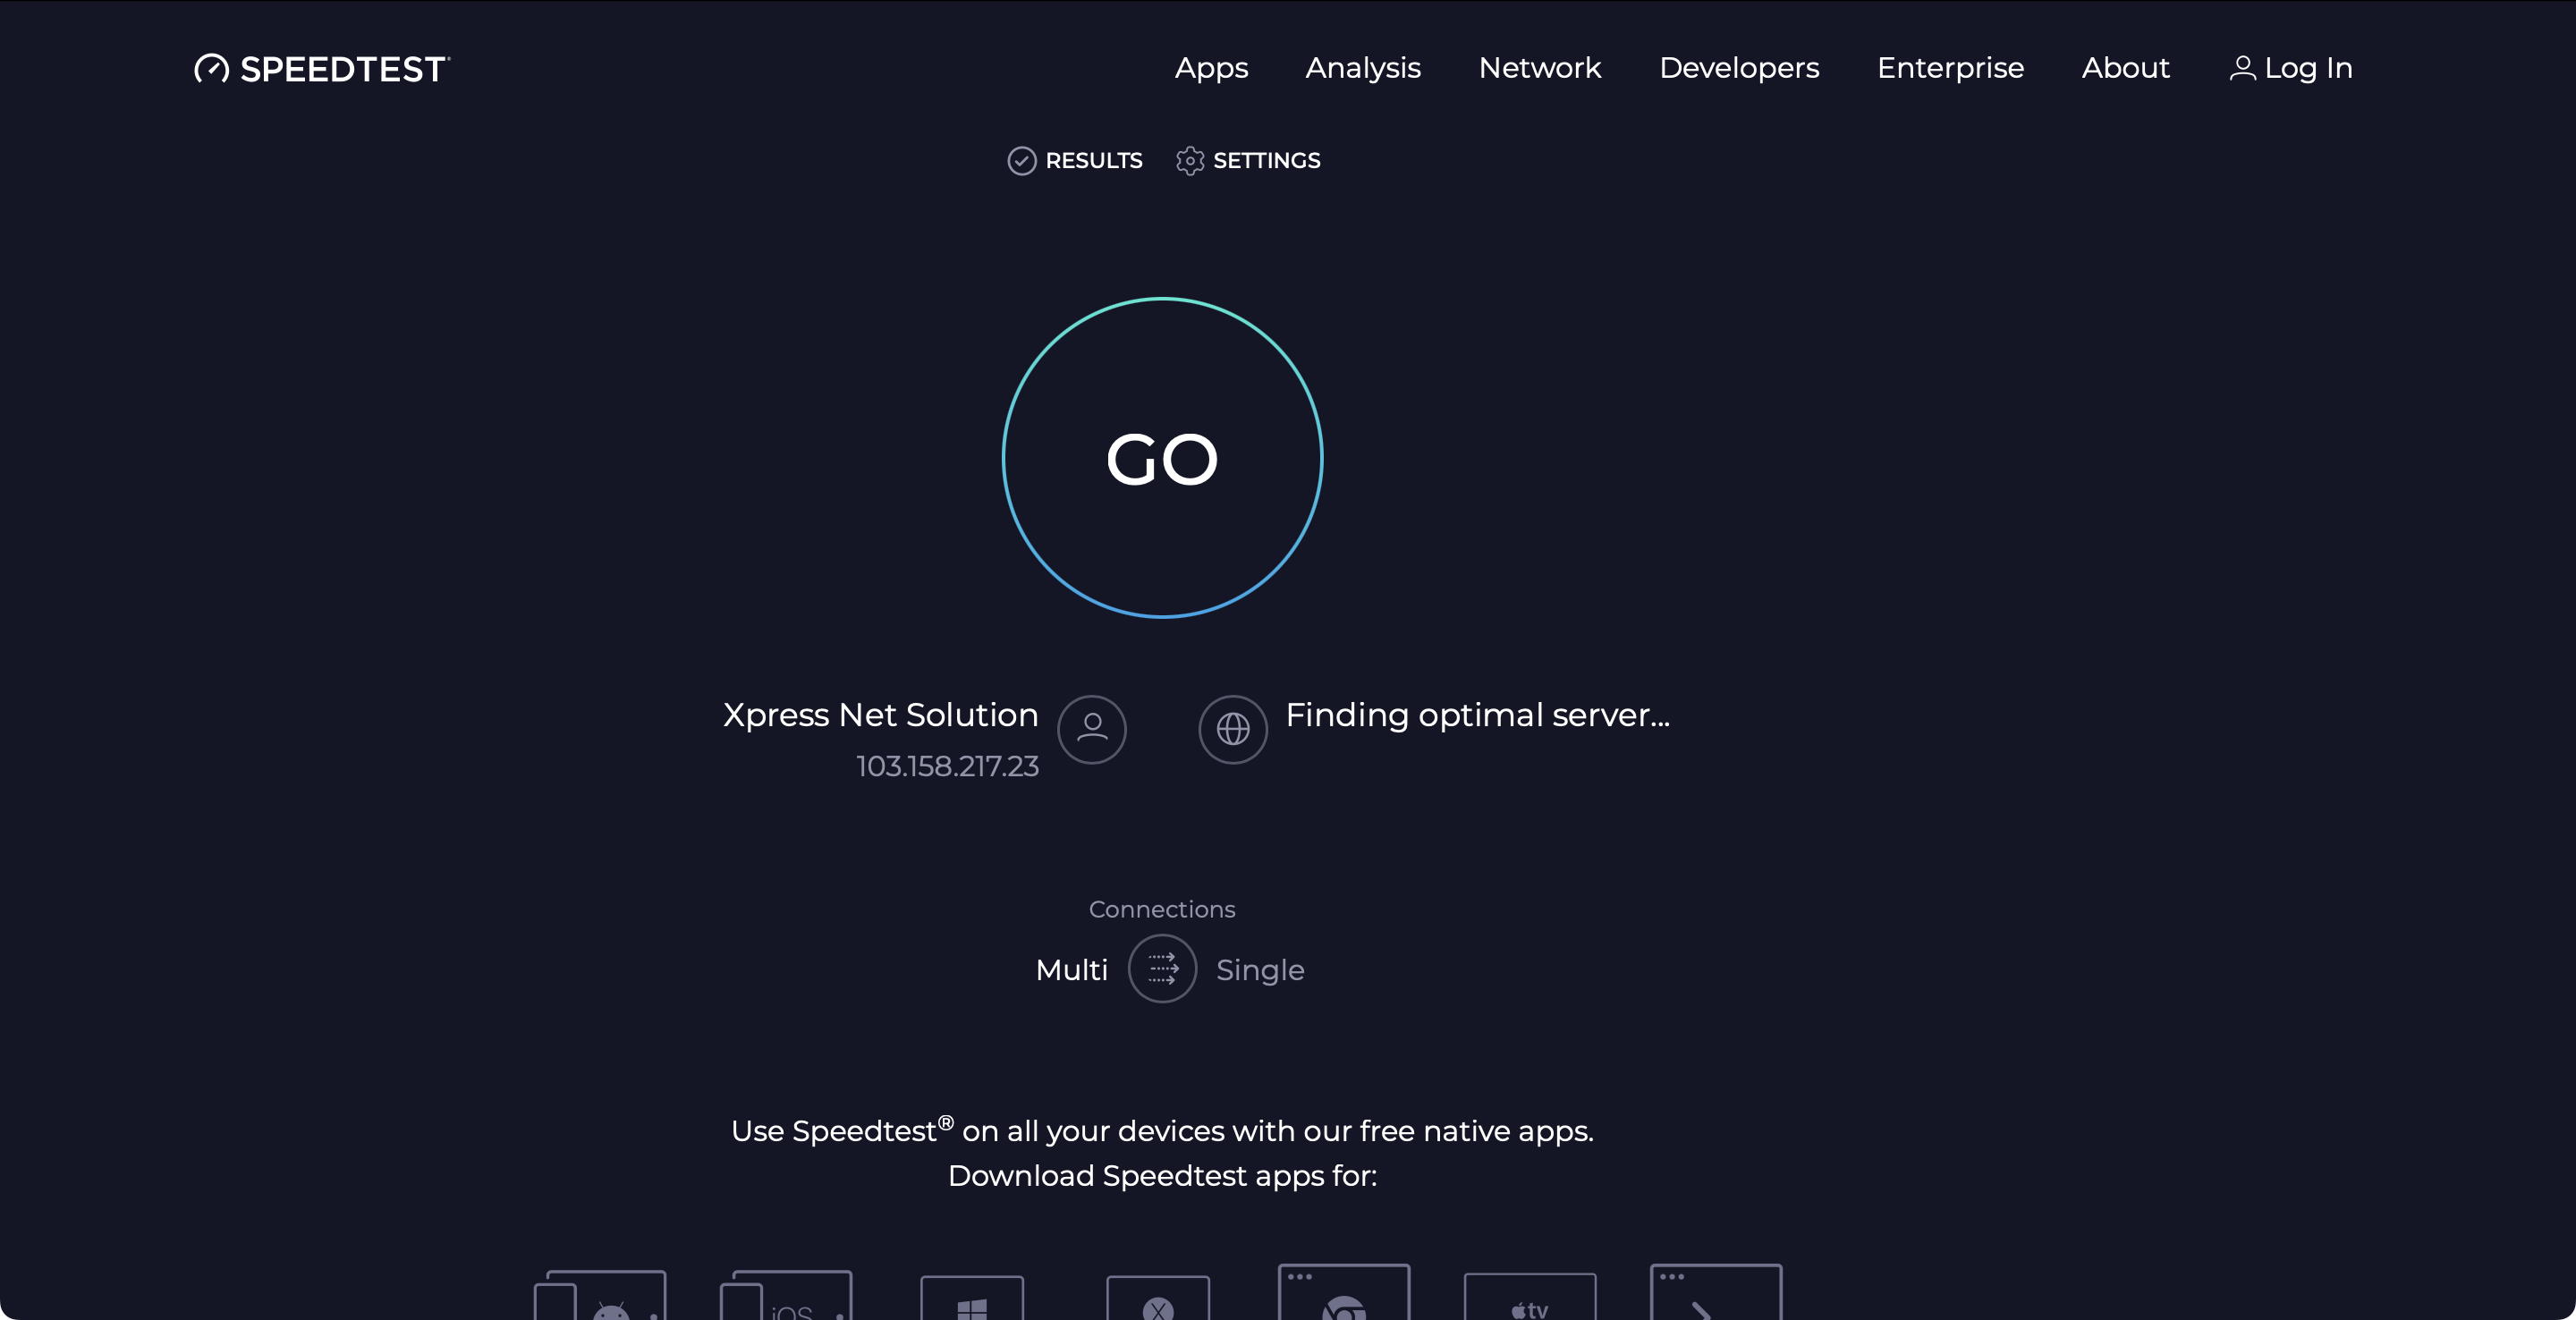 SPEEDTEST
Apps Analysis Network Developers Enterprise About Log In
RESULTS SETTINGS
GO
Xpress Net Solution
103.158.217.23
Finding optimal server...
Connections
Multi Single
Use Speedtest® on all your devices with our free native apps.
Download Speedtest apps for:
iOS
tv